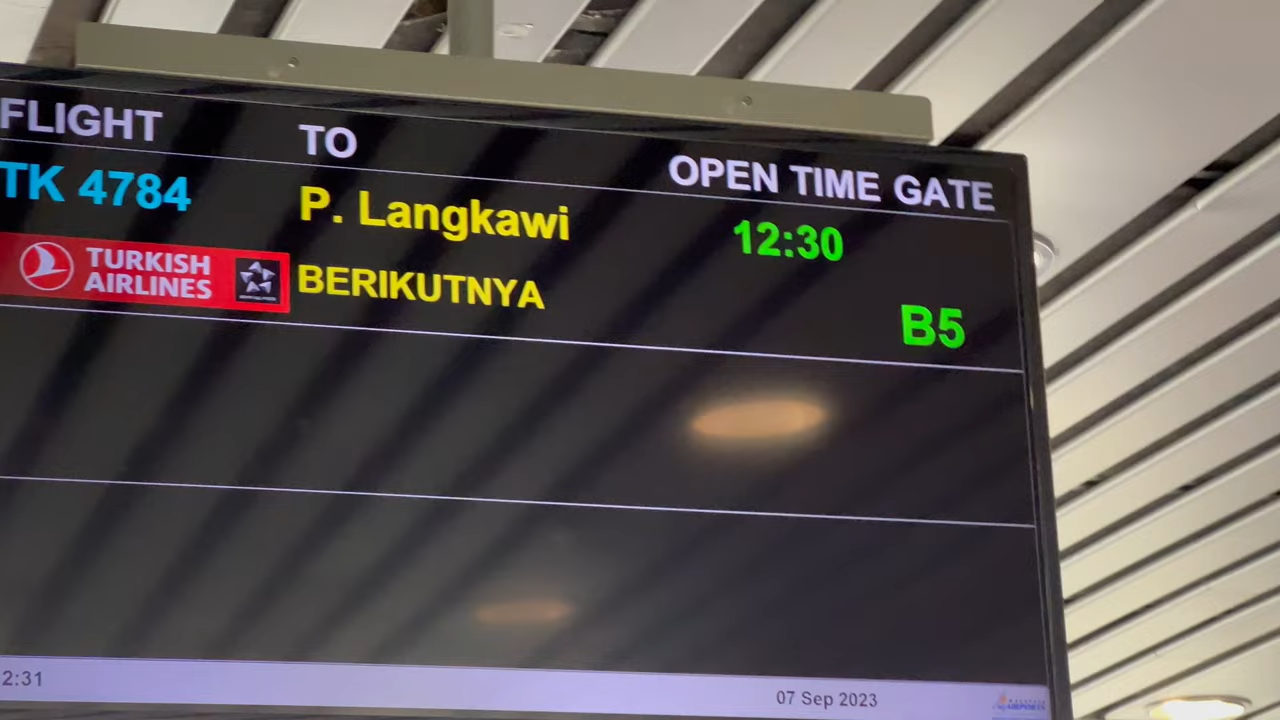 FLIGHT TO OPEN TIME GATE
TK 4784 P. Langkawi 12:30
TURKISH AIRLINES BERIKUTNYA
B5
2:31 07 Sep 2023
AIRPORTS